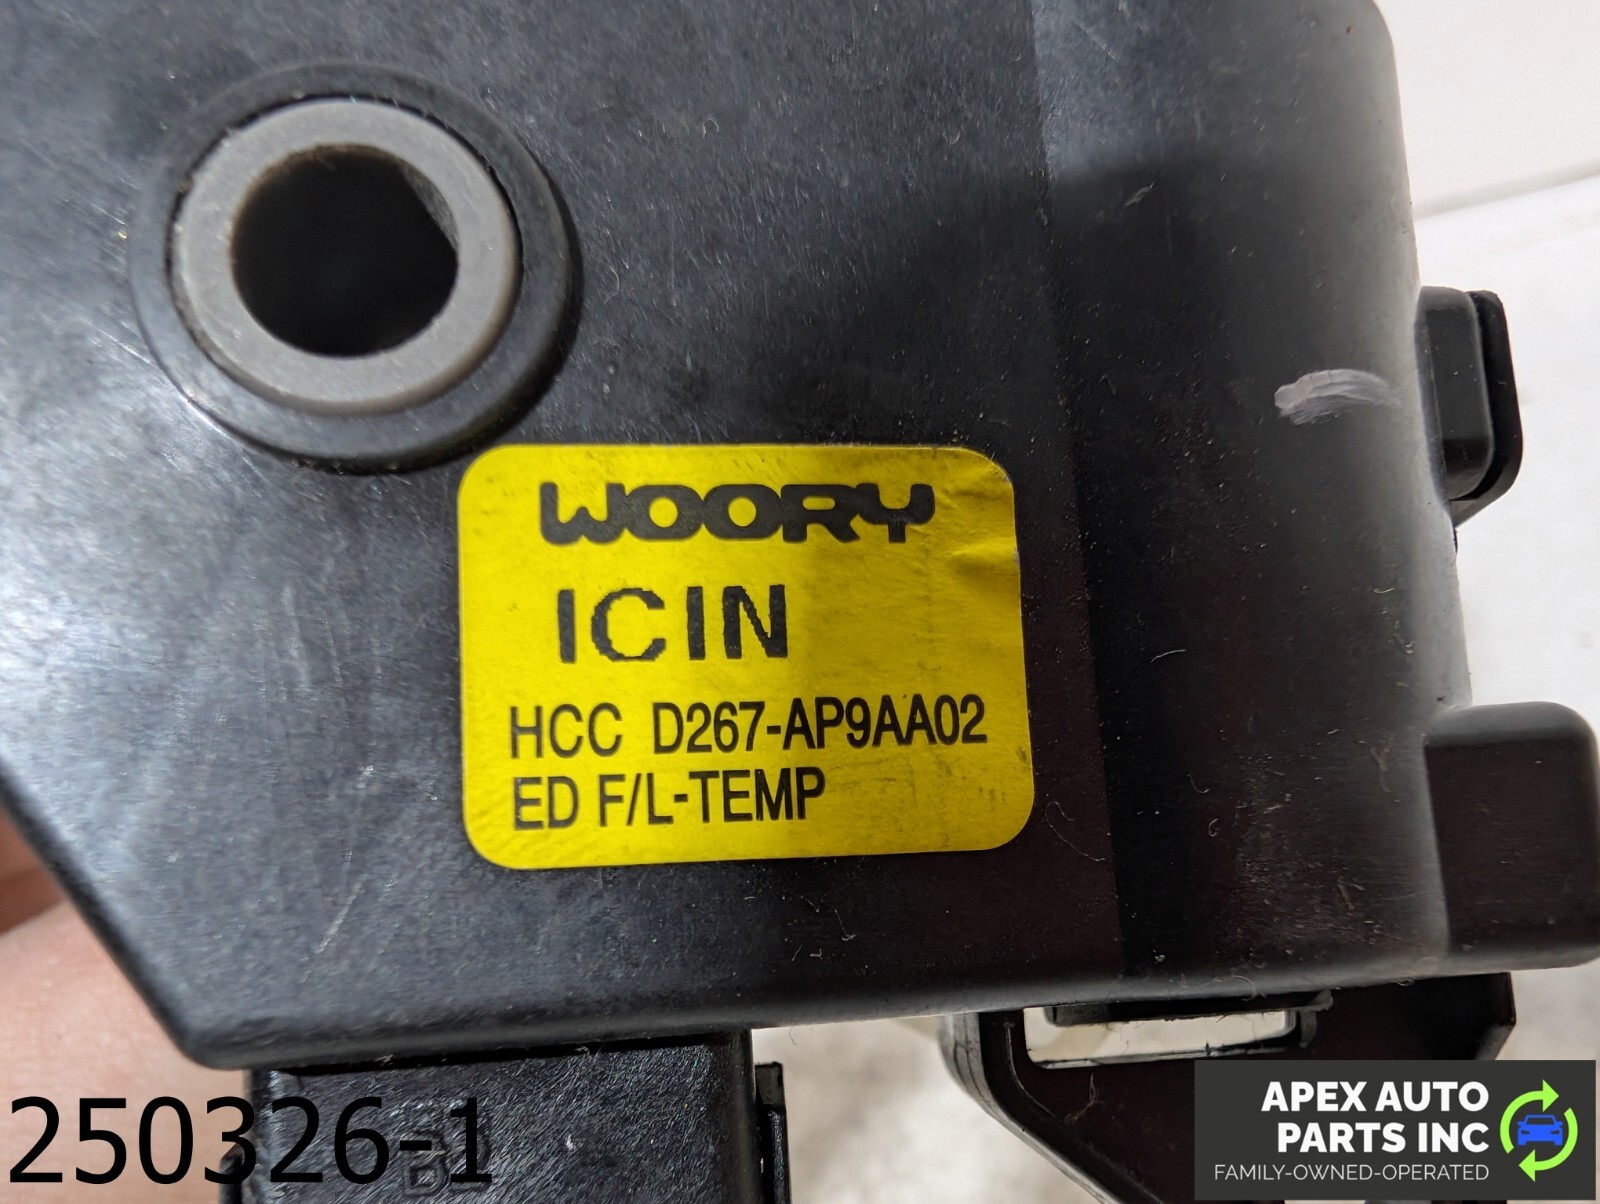 WOORY
ICIN
HCC D267-AP9AA02
ED F/L-TEMP
250326-1
APEX AUTO
PARTS INC
FAMILY-OWNED-OPERATED